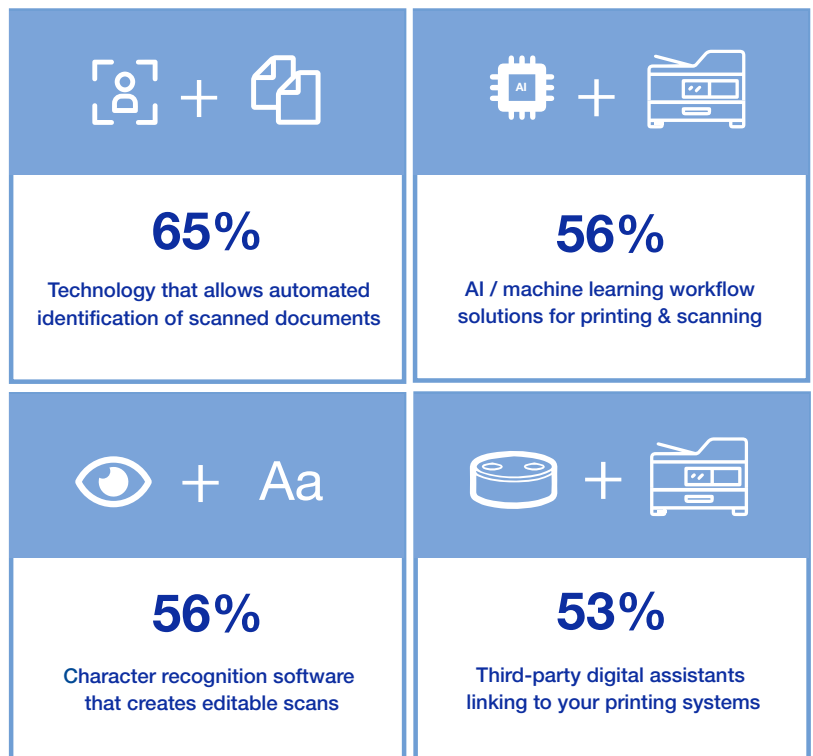 AI
65%
Technology that allows automated
identification of scanned documents
56%
AI / machine learning workflow
solutions for printing & scanning
Aa
56%
Character recognition software
that creates editable scans
53%
Third-party digital assistants
linking to your printing systems